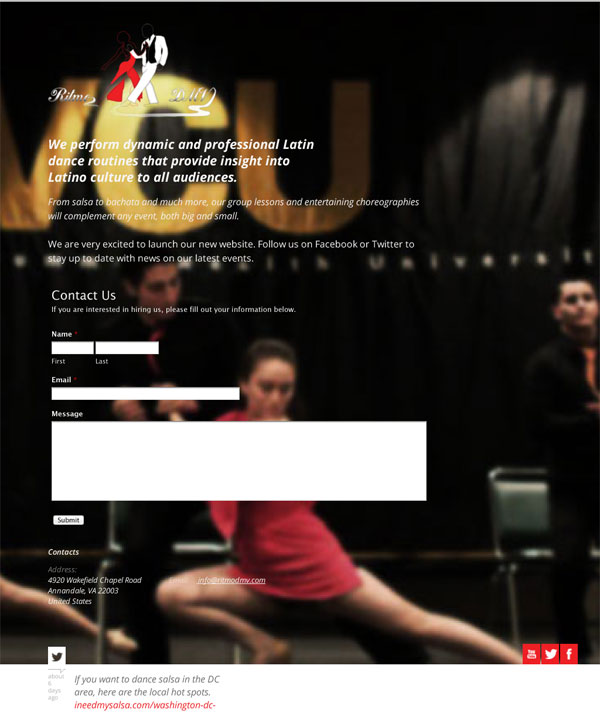 VCU
Ritmo DMV
We perform dynamic and professional Latin
dance routines that provide insight into
Latino culture to all audiences.
From salsa to bachata and much more, our group lessons and entertaining choreographies
will complement any event, both big and small.
We are very excited to launch our new website. Follow us on Facebook or Twitter to
stay up to date with news on our latest events.
Contact Us
If you are interested in hiring us, please fill out your information below.
Name *
First Last
Email *
Message
Submit
Contacts
Address:
4920 Wakefield Chapel Road Email: info@ritmodmv.com
Annandale, VA 22003
United States
You Tube
about
6
days
ago
If you want to dance salsa in the DC
area, here are the local hot spots.
ineedmysalsa.com/washington-dc-